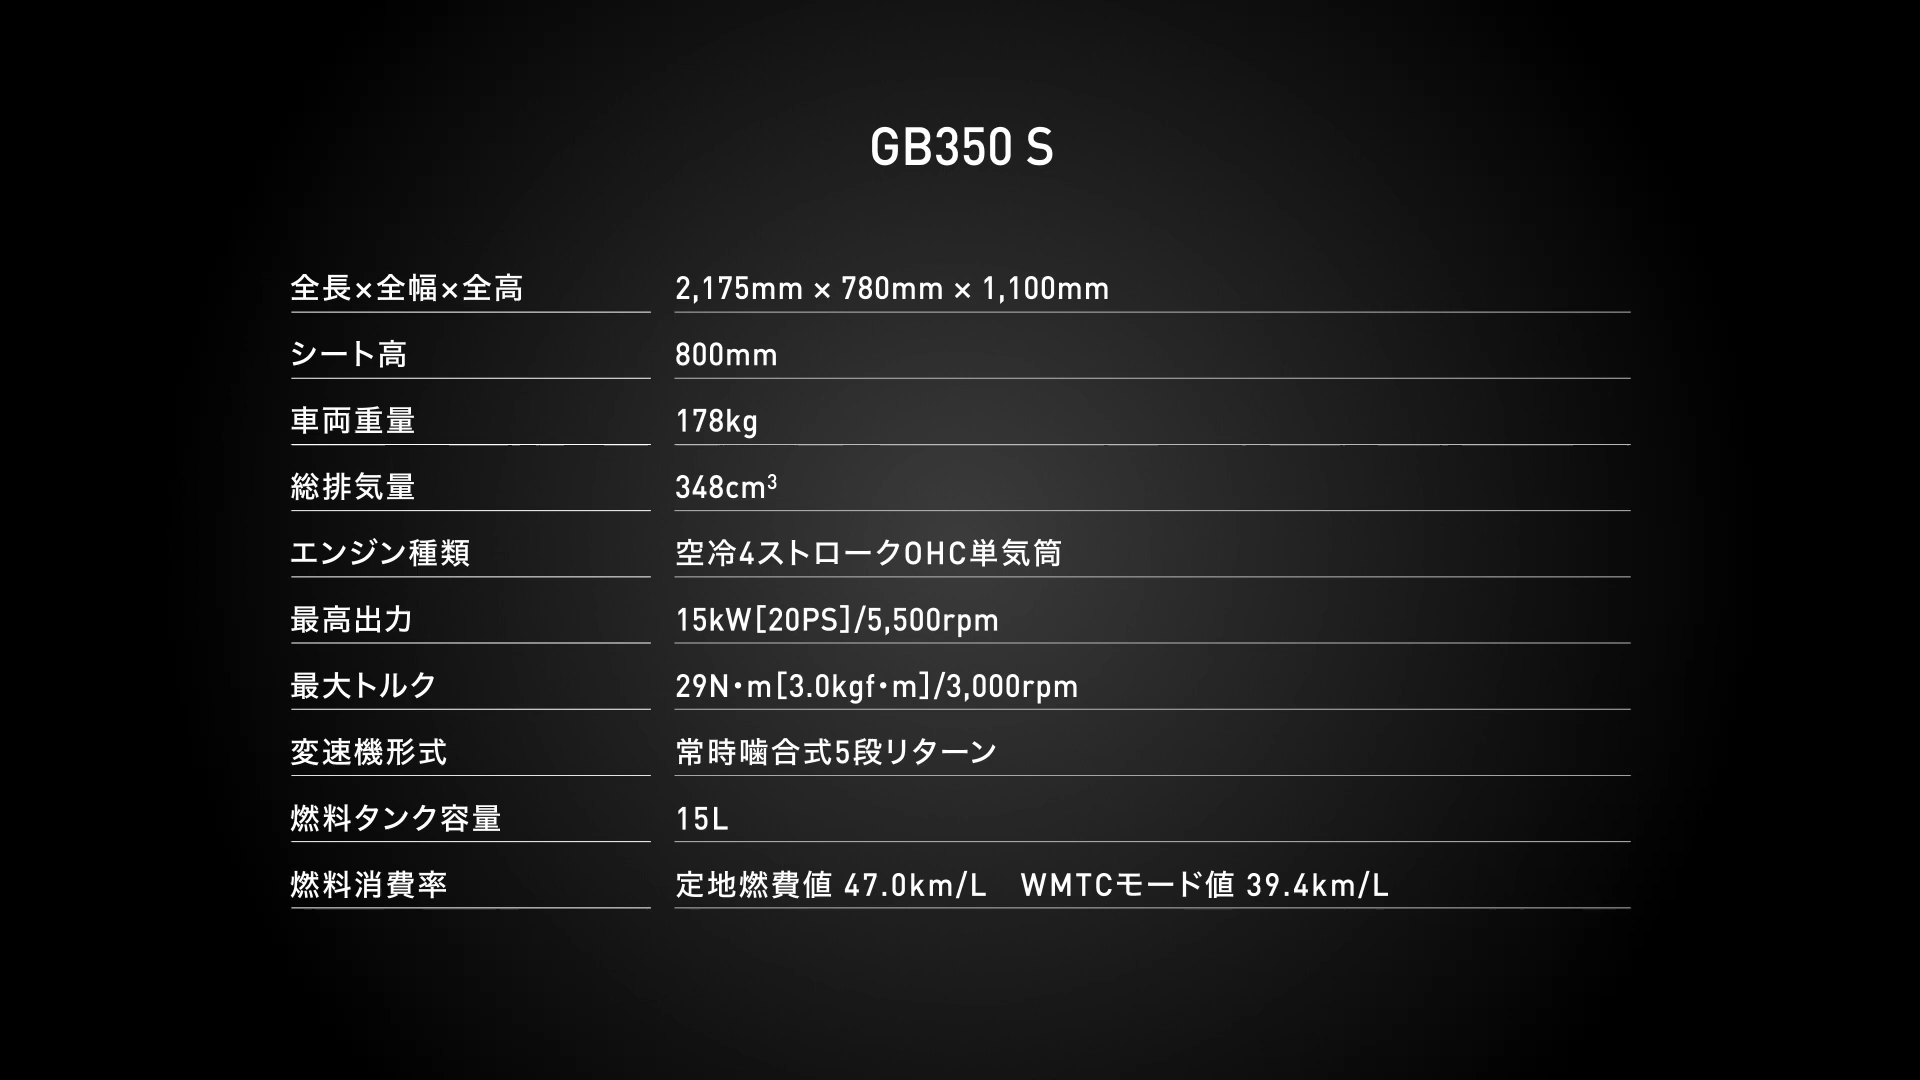 GB350 S
全長×全幅×全高 2,175mm × 780mm × 1,100mm
シート高 800mm
車両重量 178kg
総排気量 348cm³
エンジン種類 空冷4ストロークOHC単気筒
最高出力 15kW[20PS]/5,500rpm
最大トルク 29N・m[3.0kgf・m]/3,000rpm
変速機形式 常時噛合式5段リターン
燃料タンク容量 15L
燃料消費率 定地燃費値 47.0km/L　WMTCモード値 39.4km/L